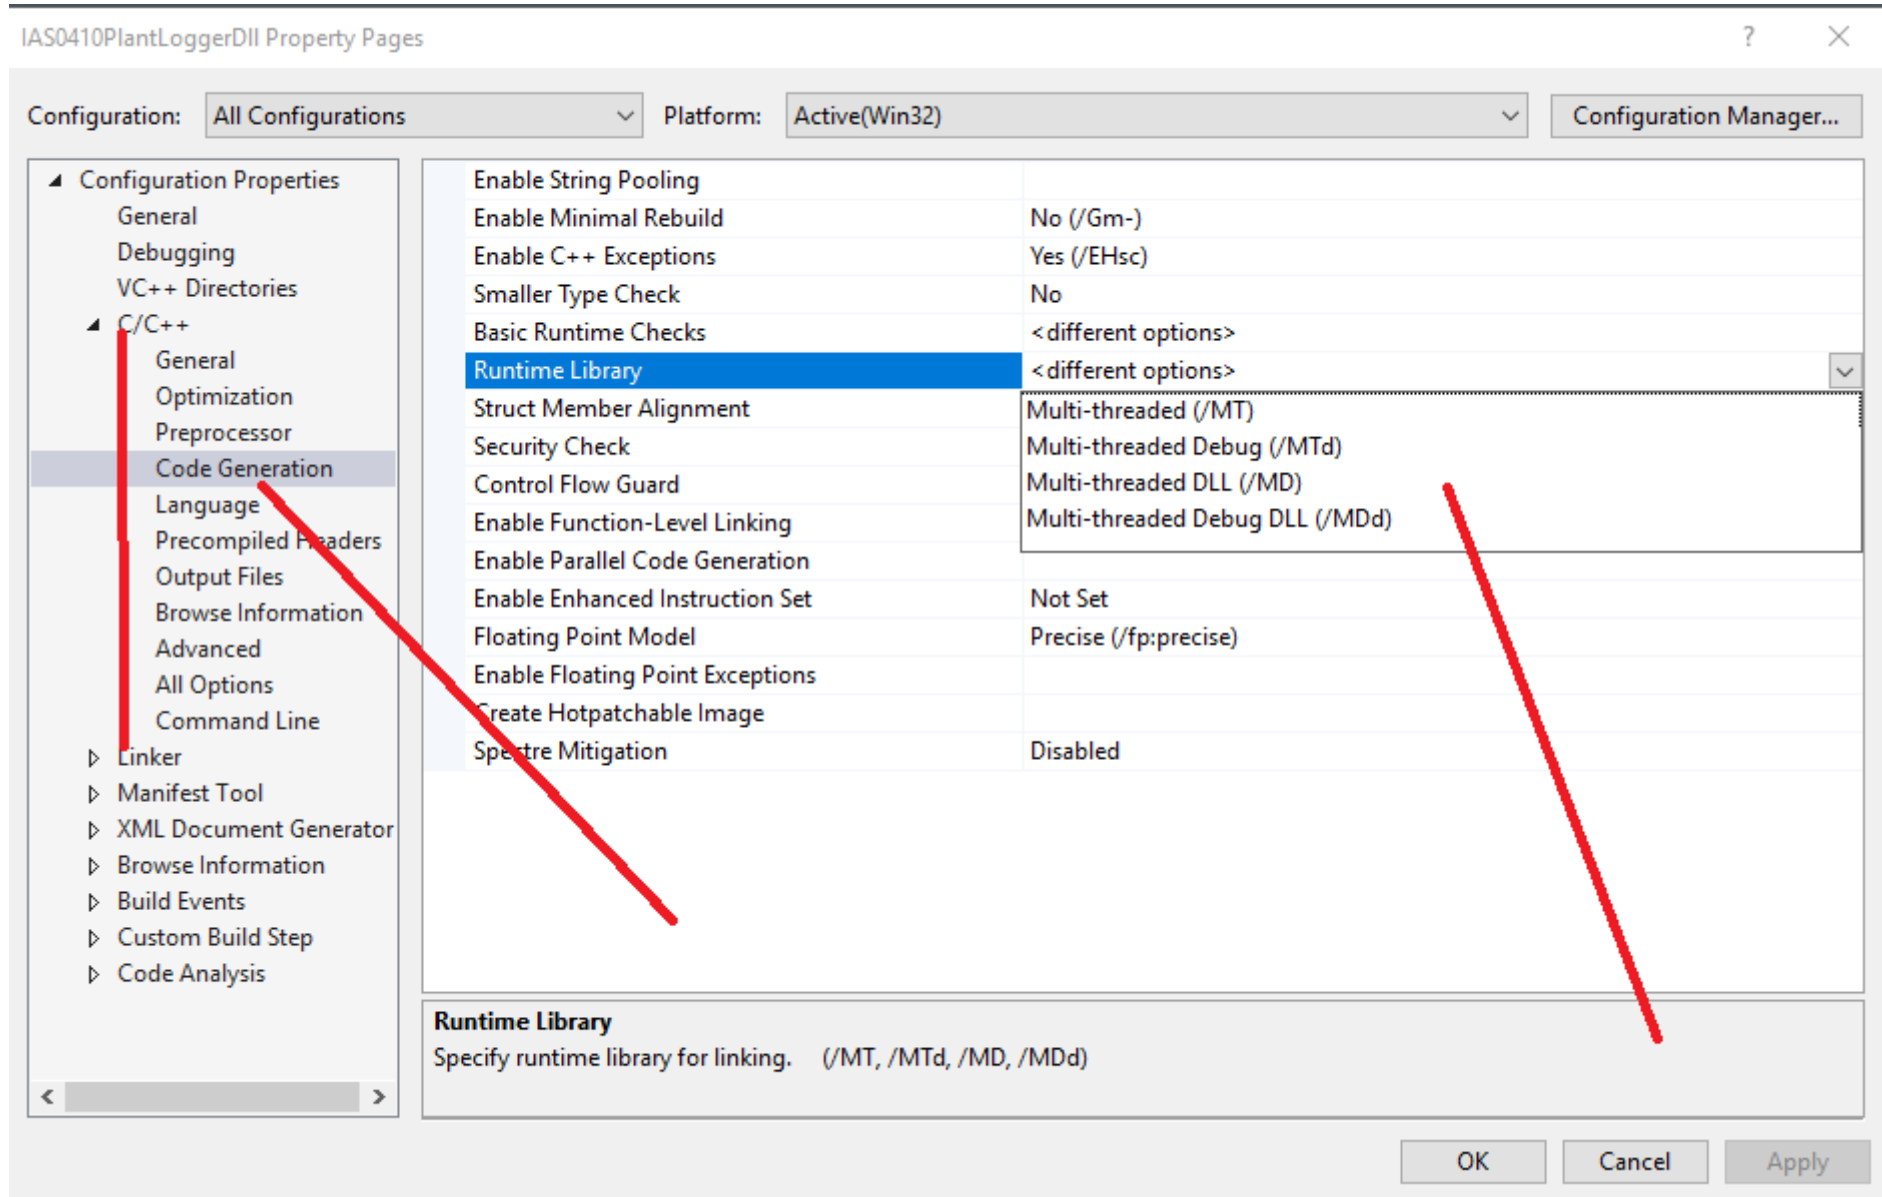 IAS0410PlantLoggerDll Property Pages
Configuration: All Configurations Platform: Active(Win32) Configuration Manager...
Configuration Properties
General
Debugging
VC++ Directories
C/C++
General
Optimization
Preprocessor
Code Generation
Language
Precompiled Headers
Output Files
Browse Information
Advanced
All Options
Command Line
Linker
Manifest Tool
XML Document Generator
Browse Information
Build Events
Custom Build Step
Code Analysis
Enable String Pooling
Enable Minimal Rebuild No (/Gm-)
Enable C++ Exceptions Yes (/EHsc)
Smaller Type Check No
Basic Runtime Checks <different options>
Runtime Library <different options>
Struct Member Alignment
Security Check
Control Flow Guard
Enable Function-Level Linking
Enable Parallel Code Generation
Multi-threaded (/MT)
Multi-threaded Debug (/MTd)
Multi-threaded DLL (/MD)
Multi-threaded Debug DLL (/MDd)
Enable Enhanced Instruction Set Not Set
Floating Point Model Precise (/fp:precise)
Enable Floating Point Exceptions
Create Hotpatchable Image
Spectre Mitigation Disabled
Runtime Library
Specify runtime library for linking. (/MT, /MTd, /MD, /MDd)
OK Cancel Apply